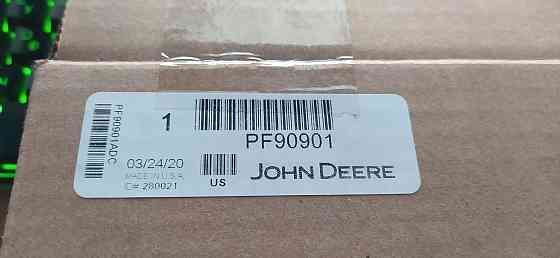 PF90901ADC
1
PF90901
03/24/20
MADE IN U.S.A.
C# 280021
US
JOHN DEERE